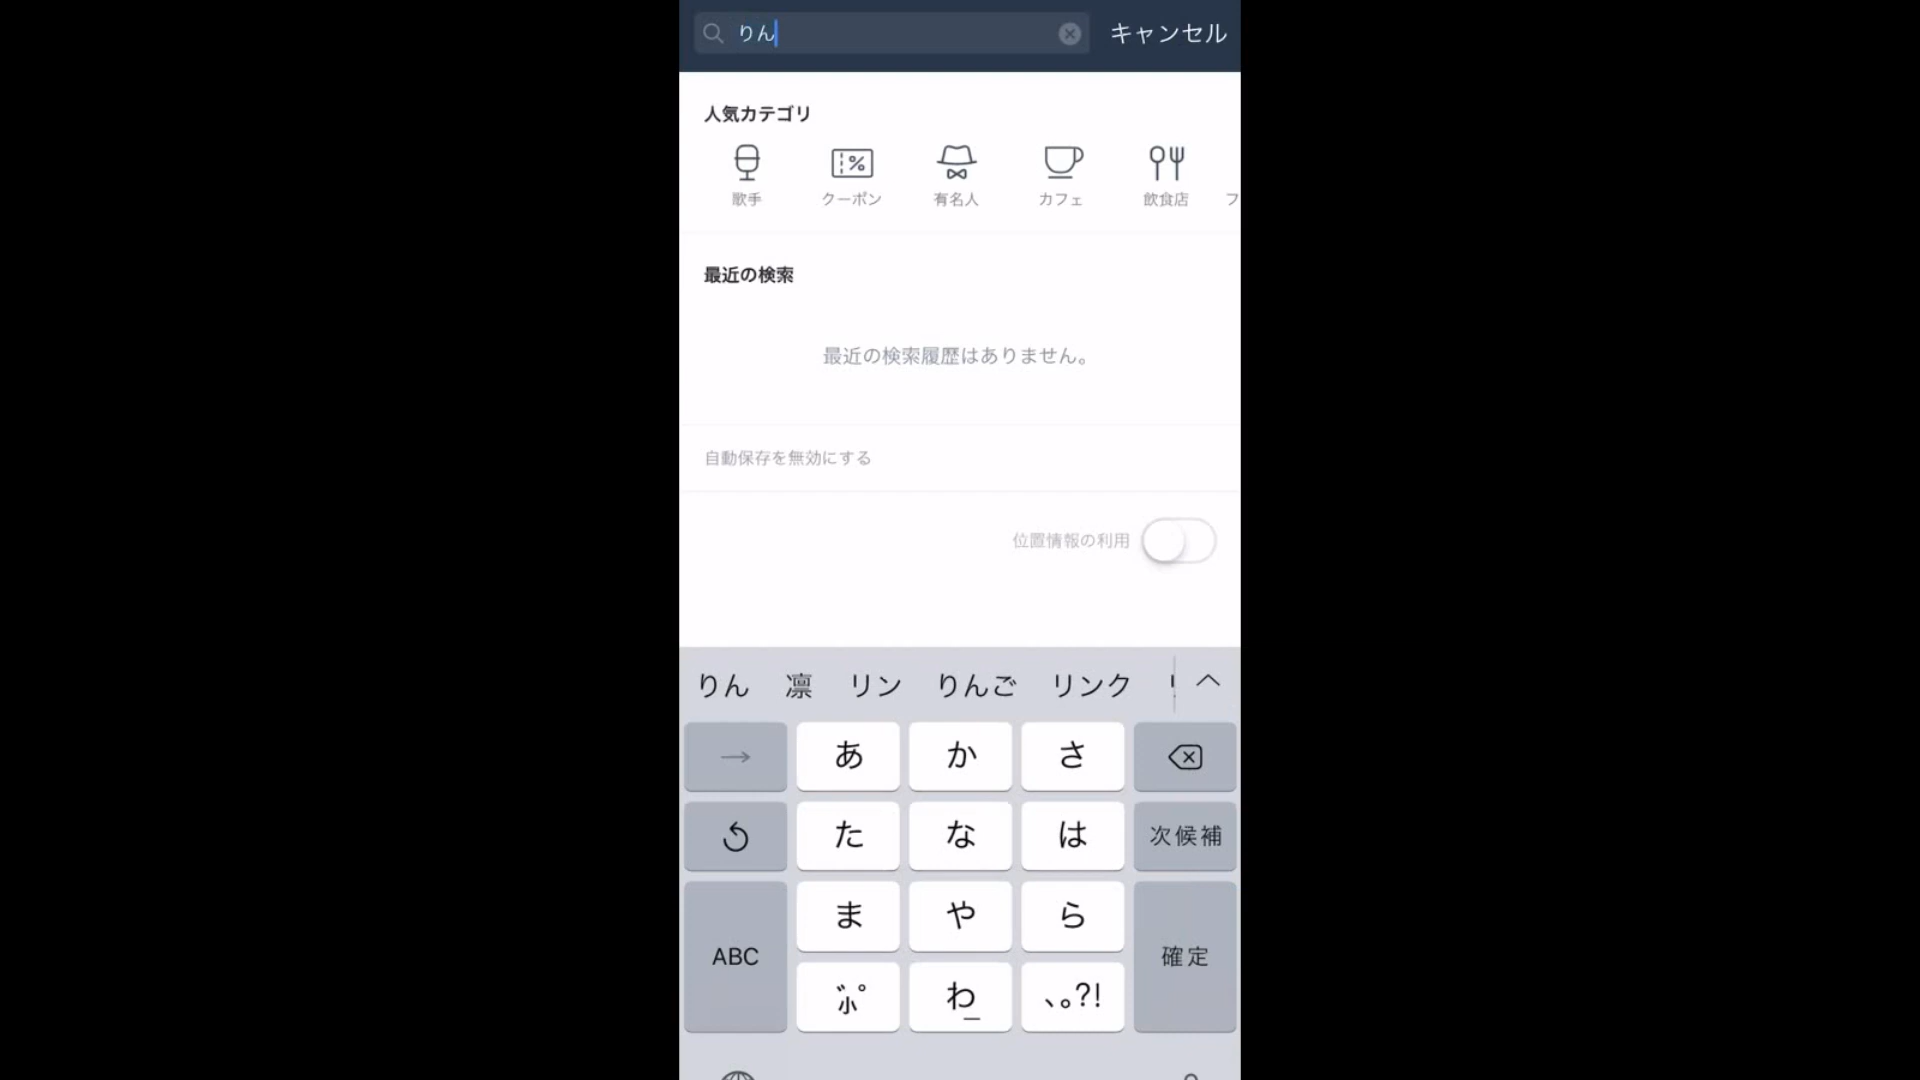 りん キャンセル
人気カテゴリ
歌手 クーポン 有名人 カフェ 飲食店 フ
最近の検索
最近の検索履歴はありません。
自動保存を無効にする
位置情報の利用
りん 凛 リン りんご リンク
→ あ か さ
た な は 次候補
ABC ま や ら 確定
゛゜小 わ 、。?!